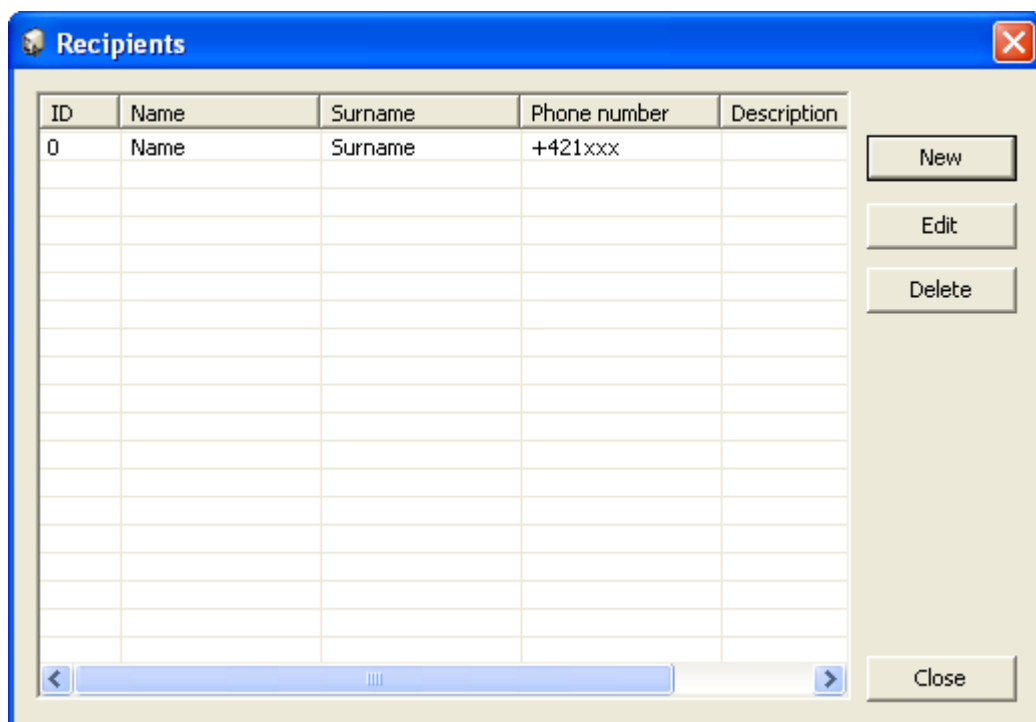 Recipients
ID Name Surname Phone number Description
0 Name Surname +421xxx
New
Edit
Delete
Close